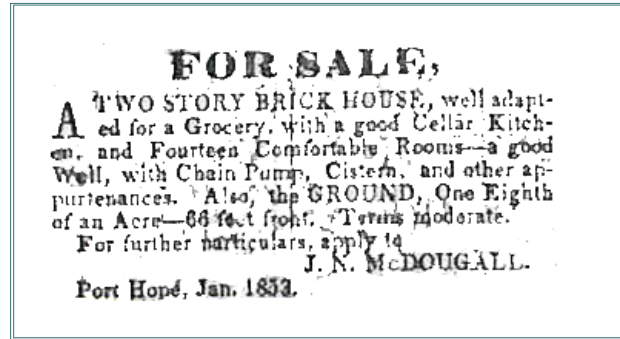 FOR SALE,
A TWO STORY BRICK HOUSE, well adapt-
ed for a Grocery, with a good Cellar Kitch-
en, and Fourteen Comfortable Rooms—a good
Well, with Chain Pump, Cistern, and other ap-
purtenances. Also, the GROUND, One Eighth
of an Acre—66 feet front. Terms moderate.
For further particulars, apply to
J. N. McDOUGALL.
Port Hope, Jan. 1853.